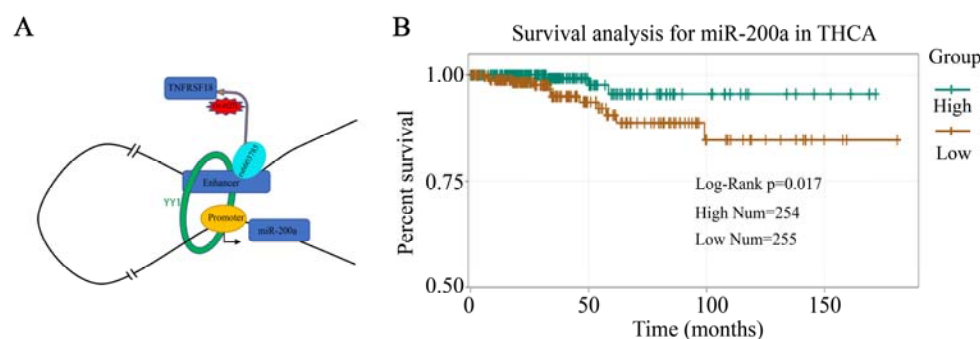 A
TNFRSF18
Enhancer
YY1
Promoter
miR-200a
B
Survival analysis for miR-200a in THCA
Group
High
Low
Percent survival
1.00
0.75
0.50
Log-Rank p=0.017
High Num=254
Low Num=255
0
50
100
150
Time (months)